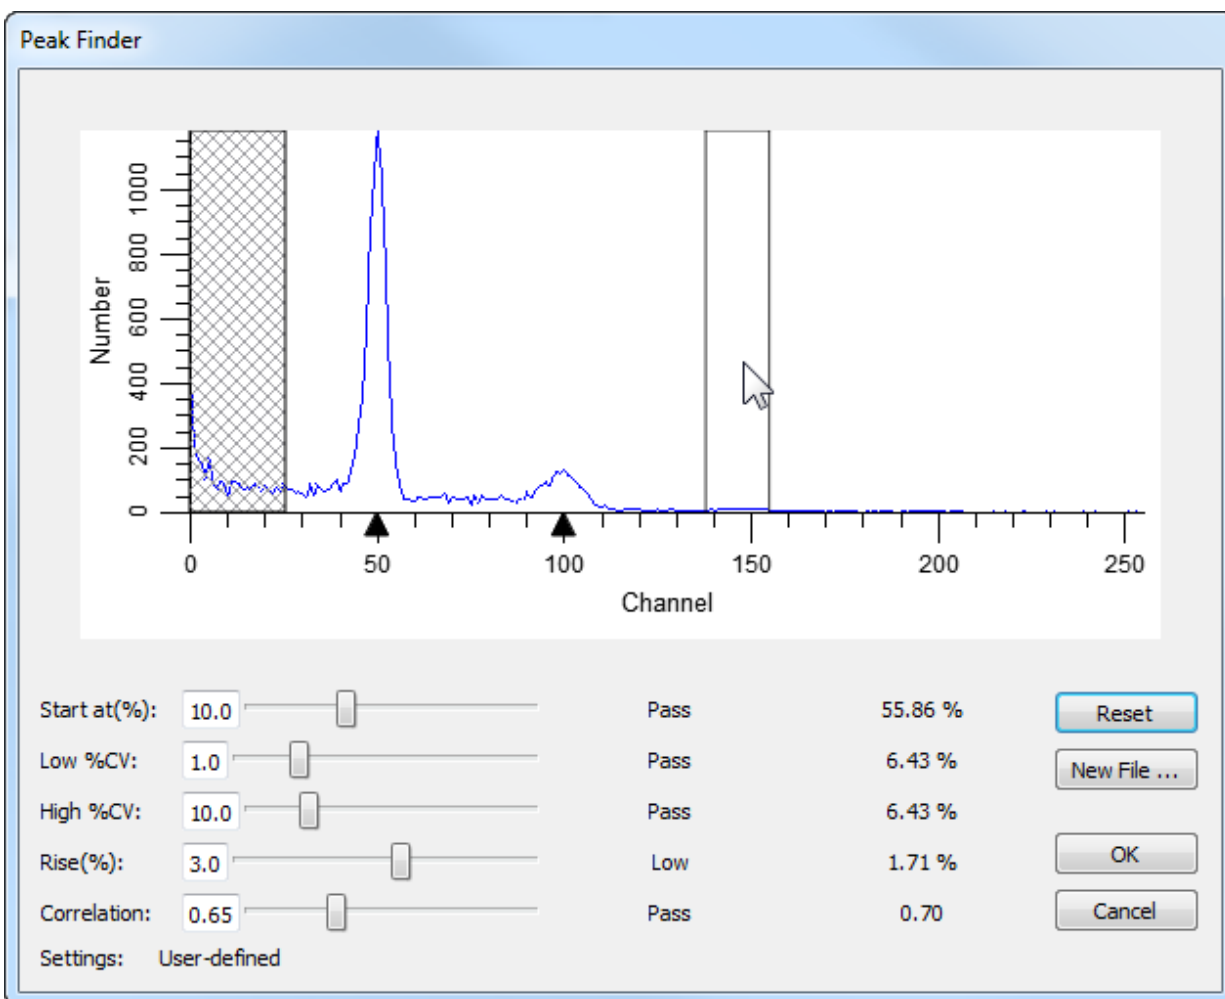 Peak Finder
Number
0
200
400
600
800
1000
0 50 100 150 200 250
Channel
Start at(%): 10.0 Pass 55.86 % Reset
Low %CV: 1.0 Pass 6.43 % New File ...
High %CV: 10.0 Pass 6.43 %
Rise(%): 3.0 Low 1.71 % OK
Correlation: 0.65 Pass 0.70 Cancel
Settings: User-defined